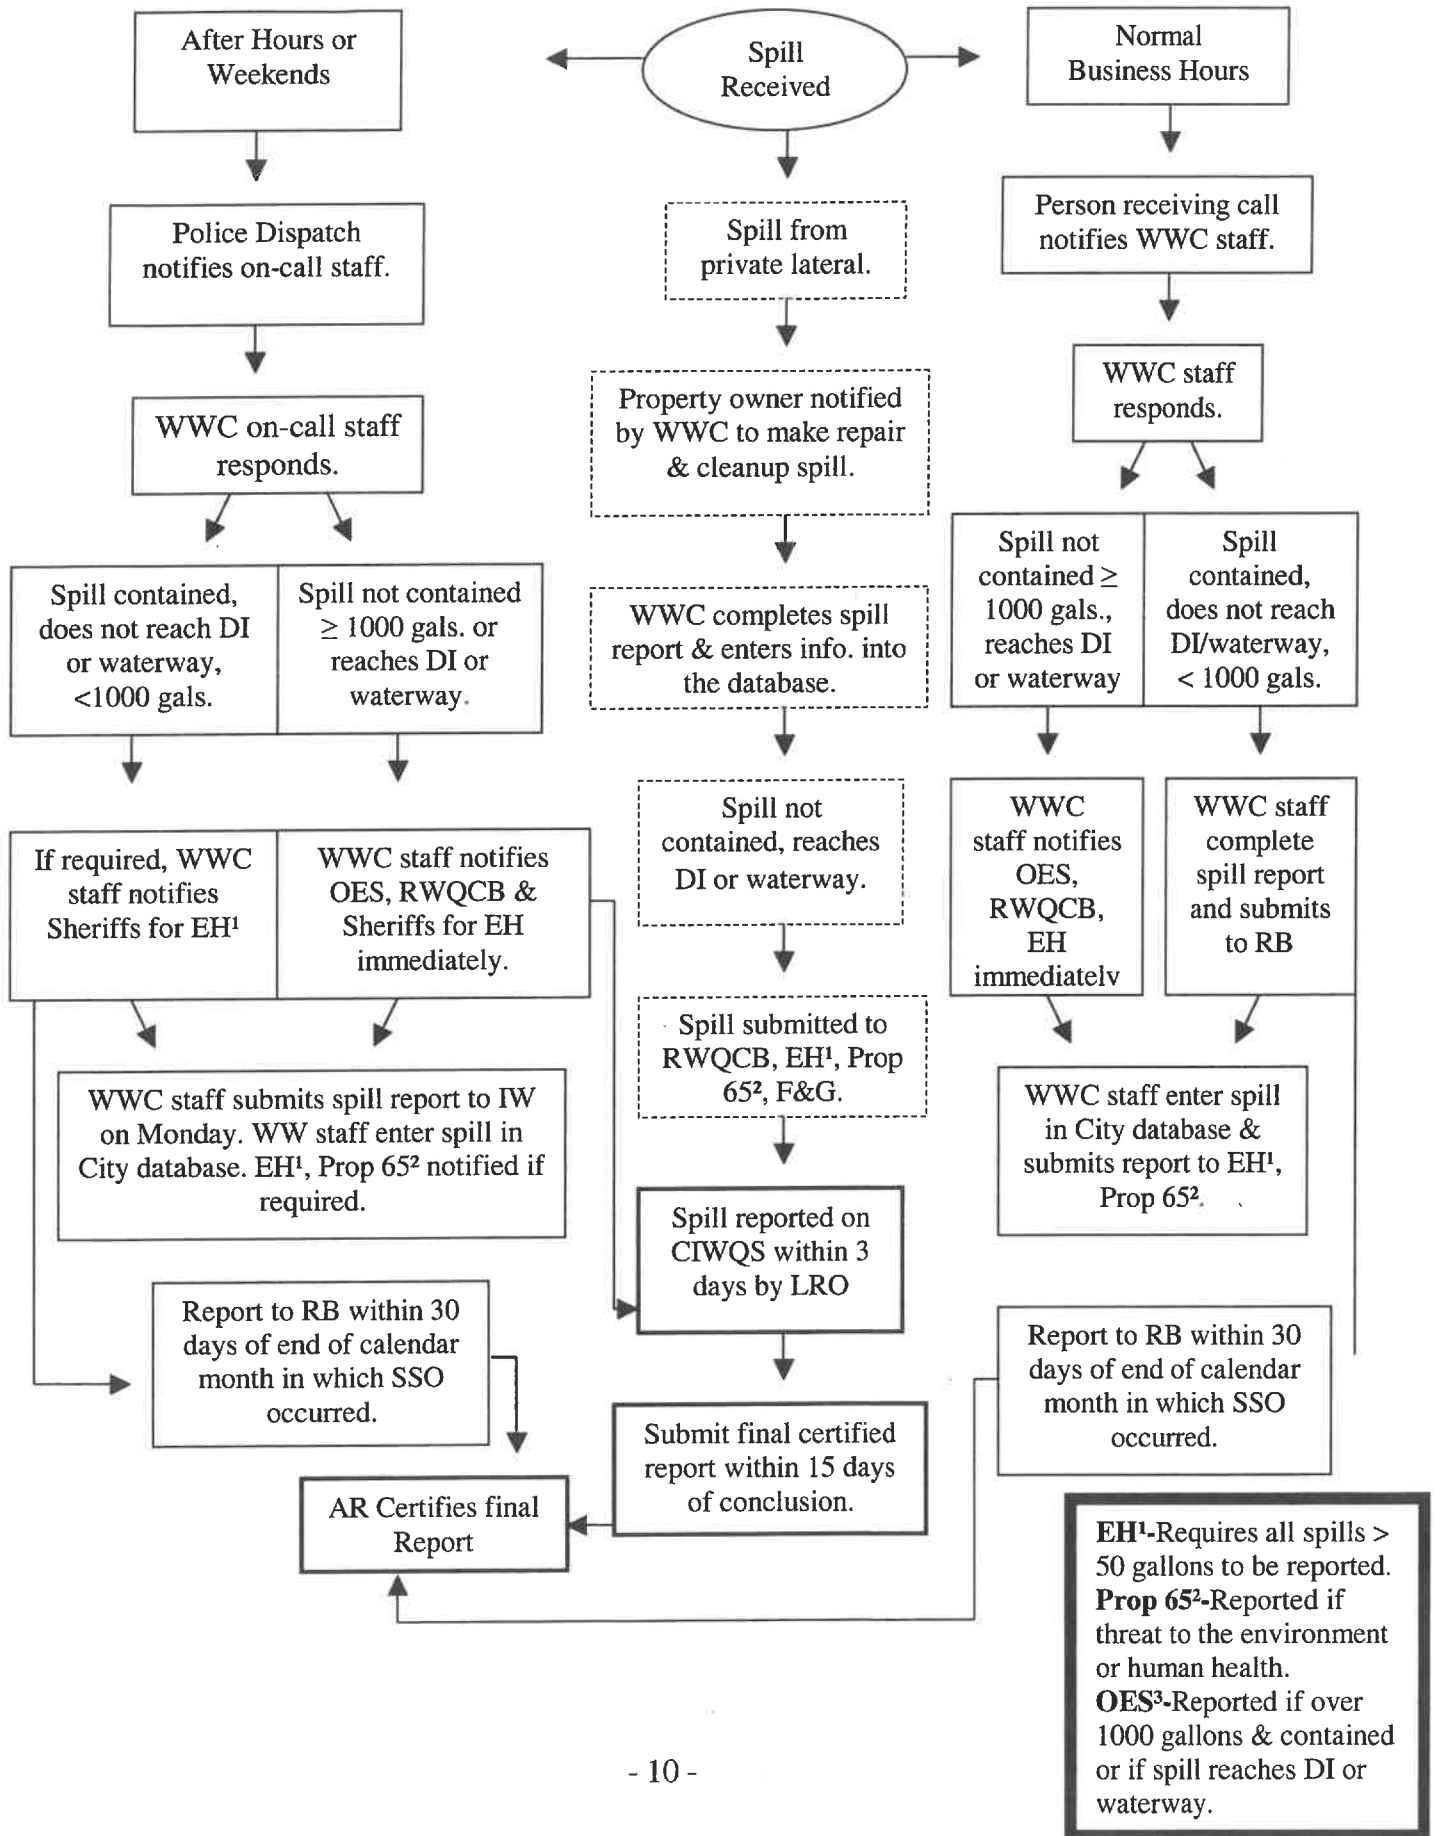 After Hours or
Weekends
Spill
Received
Normal
Business Hours
Police Dispatch
notifies on-call staff.
Spill from
private lateral.
Person receiving call
notifies WWC staff.
WWC on-call staff
responds.
Property owner notified
by WWC to make repair
& cleanup spill.
WWC staff
responds.
Spill contained,
does not reach DI
or waterway,
<1000 gals.
Spill not contained
≥ 1000 gals. or
reaches DI or
waterway.
WWC completes spill
report & enters info. into
the database.
Spill not
contained ≥
1000 gals.,
reaches DI
or waterway
Spill
contained,
does not reach
DI/waterway,
< 1000 gals.
If required, WWC
staff notifies
Sheriffs for EH¹
WWC staff notifies
OES, RWQCB &
Sheriffs for EH
immediately.
Spill not
contained, reaches
DI or waterway.
WWC
staff notifies
OES,
RWQCB,
EH
immediately
WWC staff
complete
spill report
and submits
to RB
WWC staff submits spill report to IW
on Monday. WW staff enter spill in
City database. EH¹, Prop 65² notified if
required.
Spill submitted to
RWQCB, EH¹, Prop
65², F&G.
WWC staff enter spill
in City database &
submits report to EH¹,
Prop 65².
Spill reported on
CIWQS within 3
days by LRO
Report to RB within 30
days of end of calendar
month in which SSO
occurred.
Report to RB within 30
days of end of calendar
month in which SSO
occurred.
Submit final certified
report within 15 days
of conclusion.
AR Certifies final
Report
EH¹-Requires all spills >
50 gallons to be reported.
Prop 65²-Reported if
threat to the environment
or human health.
OES³-Reported if over
1000 gallons & contained
or if spill reaches DI or
waterway.
- 10 -